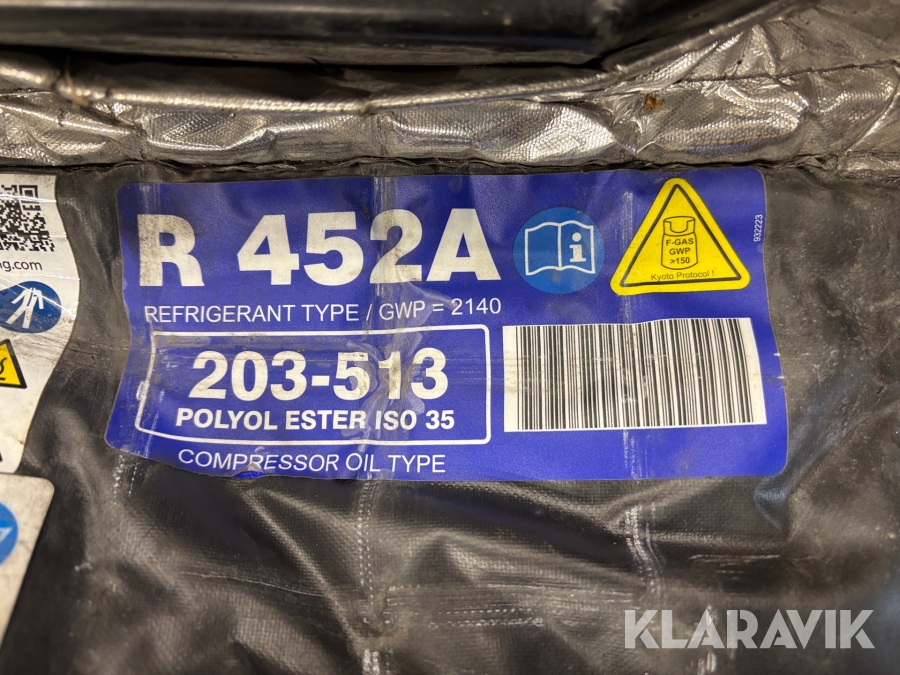 R 452A
REFRIGERANT TYPE / GWP = 2140
203-513
POLYOL ESTER ISO 35
COMPRESSOR OIL TYPE
F-GAS
GWP
>150
Kyoto Protocol !
932223
ng.com
KLARAVIK